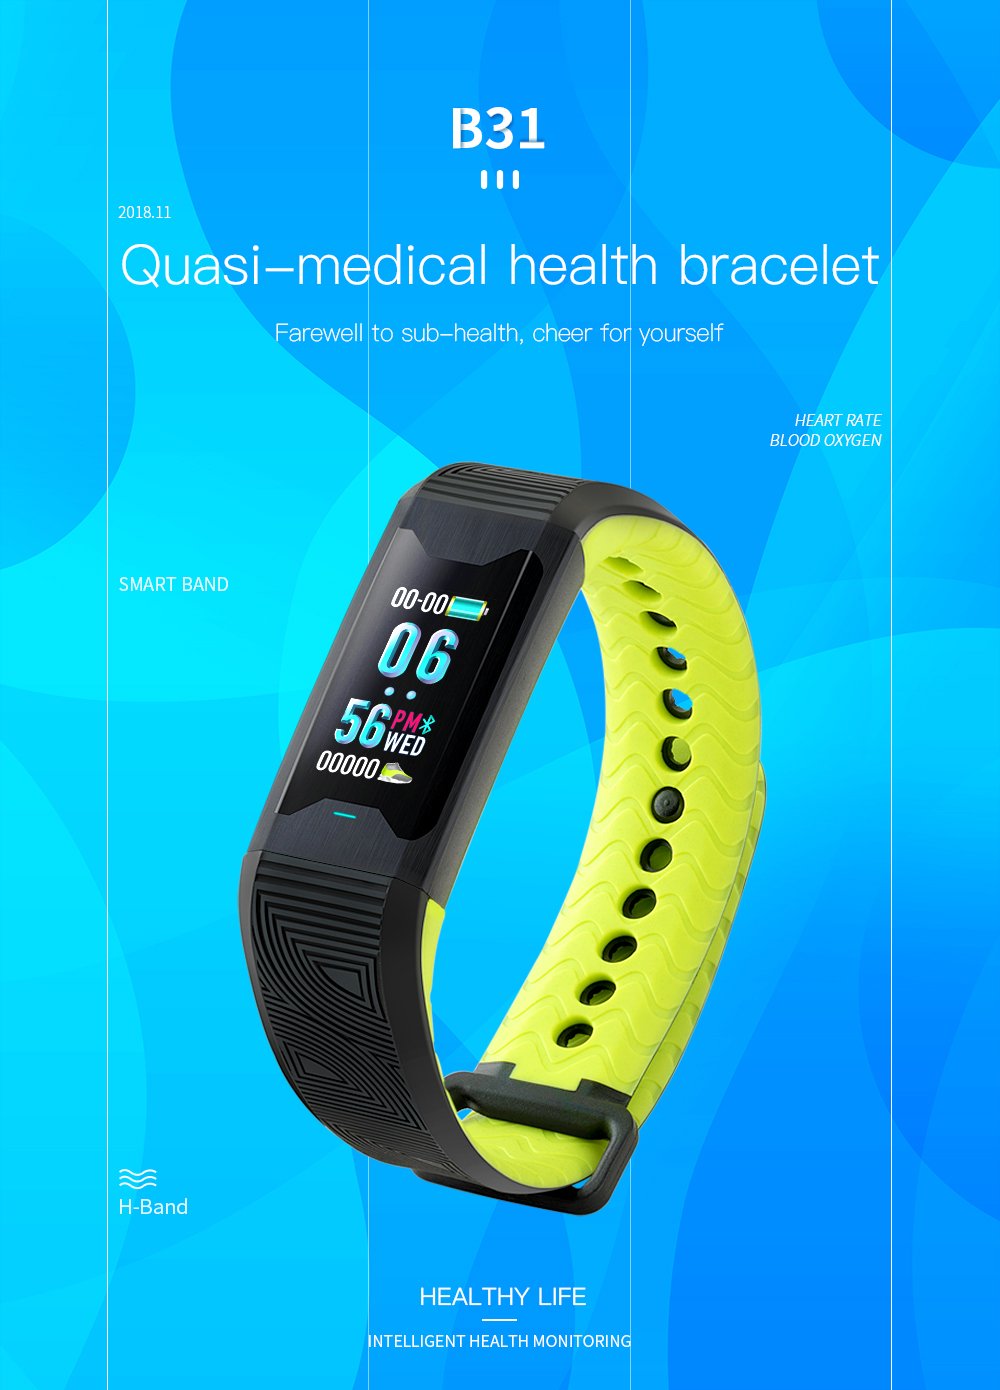 B31
2018.11
Quasi-medical health bracelet
Farewell to sub-health, cheer for yourself
HEART RATE
BLOOD OXYGEN
SMART BAND
00-00
06
56 PM
WED
00000
H-Band
HEALTHY LIFE
INTELLIGENT HEALTH MONITORING